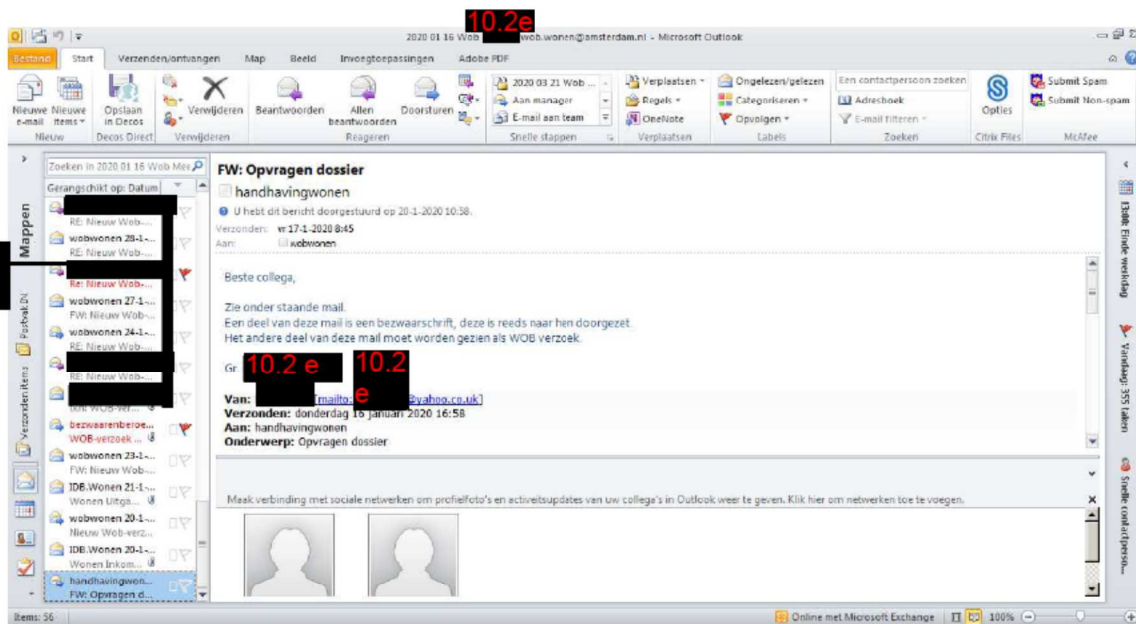 10.2e
2020 01 16 Wob wob.wonen@amsterdam.nl - Microsoft Outlook
Bestand Start Verzenden/ontvangen Map Beeld Invoegtoepassingen Adobe PDF
Nieuwe e-mail
Nieuwe items
Nieuw
Opslaan in Decos
Decos Direct
Verwijderen
Verwijderen
Beantwoorden
Allen beantwoorden
Doorsturen
Reageren
2020 03 21 Wob ...
Aan manager
E-mail aan team
Snelle stappen
Verplaatsen
Regels
OneNote
Verplaatsen
Ongelezen/gelezen
Categoriseren
Opvolgen
Labels
Een contactpersoon zoeken
Adresboek
E-mail filteren
Zoeken
Opties
Citrix Files
Submit Spam
Submit Non-spam
McAfee
Mappen
Postvak IN
Verzonden items
Zoeken in 2020 01 16 Wob
Gerangschikt op: Datum
RE: Nieuw Wob-...
wobwonen 28-1-...
RE: Nieuw Wob-...
Re: Nieuw Wob-...
wobwonen 27-1-...
FW: Nieuw Wob-...
wobwonen 24-1-...
RE: Nieuw Wob-...
RE: Nieuw Wob-...
bezwaarenberoe...
WOB-verzoek ...
wobwonen 23-1-...
FW: Nieuw Wob-...
IDB.Wonen 21-1-...
Wonen Uitga...
wobwonen 20-1-...
Nieuw Wob-verz...
IDB.Wonen 20-1-...
Wonen Inkom...
handhavingwon...
FW: Opvragen d...
FW: Opvragen dossier
handhavingwonen
U hebt dit bericht doorgestuurd op 20-1-2020 10:58.
Verzonden: vr 17-1-2020 8:45
Aan: wobwonen
Beste collega,
Zie onder staande mail.
Een deel van deze mail is een bezwaarschrift, deze is reeds naar hen doorgezet.
Het andere deel van deze mail moet worden gezien als WOB verzoek.
Gr. 10.2 e 10.2 e
Van: [mailto: @yahoo.co.uk]
Verzonden: donderdag 16 januari 2020 16:58
Aan: handhavingwonen
Onderwerp: Opvragen dossier
Maak verbinding met sociale netwerken om profielfoto's en activiteitsupdates van uw collega's in Outlook weer te geven. Klik hier om netwerken toe te voegen.
13:00: Einde werkdag
Vandaag: 355 taken
Snelle contactperso...
Items: 56
Online met Microsoft Exchange 100%